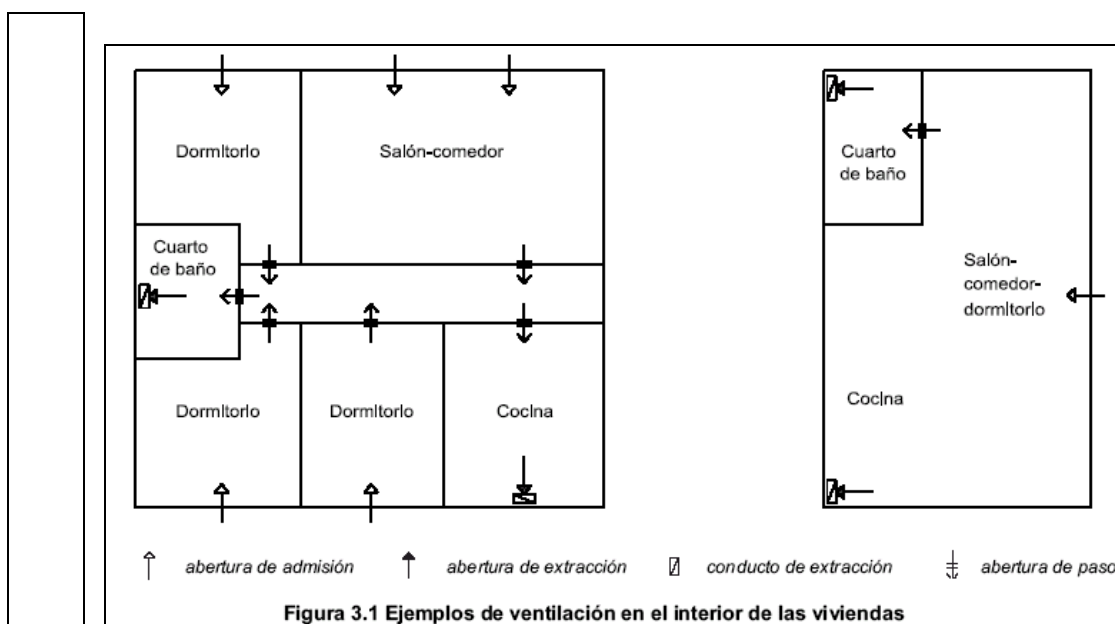 Dormitorio
Salón-comedor
Cuarto
de baño
Dormitorio
Dormitorio
Cocina
Cuarto
de baño
Salón-
comedor-
dormitorio
Cocina
abertura de admisión
abertura de extracción
conducto de extracción
abertura de paso
Figura 3.1 Ejemplos de ventilación en el interior de las viviendas